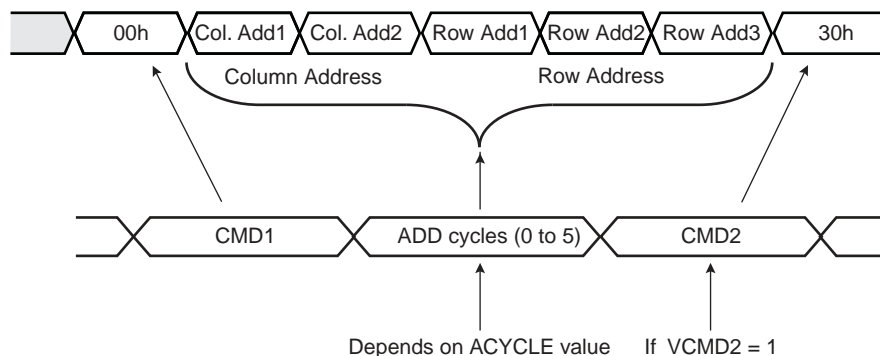 00h Col. Add1 Col. Add2 Row Add1 Row Add2 Row Add3 30h
Column Address Row Address
CMD1 ADD cycles (0 to 5) CMD2
Depends on ACYCLE value If VCMD2 = 1